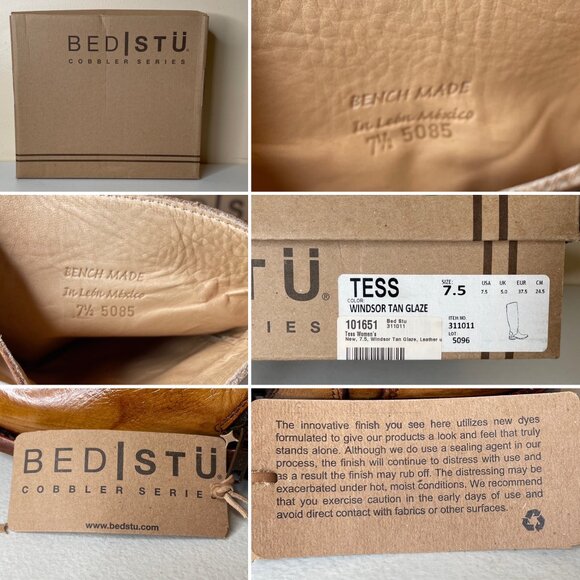 BED|STÜ®
COBBLER SERIES
BENCH MADE
In León México
7½ 5085
BENCH MADE
In León México
7½ 5085
STÜ®
SERIES
TESS
COLOR
WINDSOR TAN GLAZE
SIZE: 7.5
USA UK EUR CM
7.5 5.0 37.5 24.5
ITEM NO.
311011
LOT:
5096
101651
Bed Stu
311011
Tess Women's
New, 7.5, Windsor Tan Glaze, Leather u
BED|STÜ
COBBLER SERIES
www.bedstu.com
The innovative finish you see here utilizes new dyes
formulated to give our products a look and feel that truly
stands alone. Although we do use a sealing agent in our
process, the finish will continue to distress with use and
as a result the finish may rub off. The distressing may be
exacerbated under hot, moist conditions. We recommend
that you exercise caution in the early days of use and
avoid direct contact with fabrics or other surfaces.